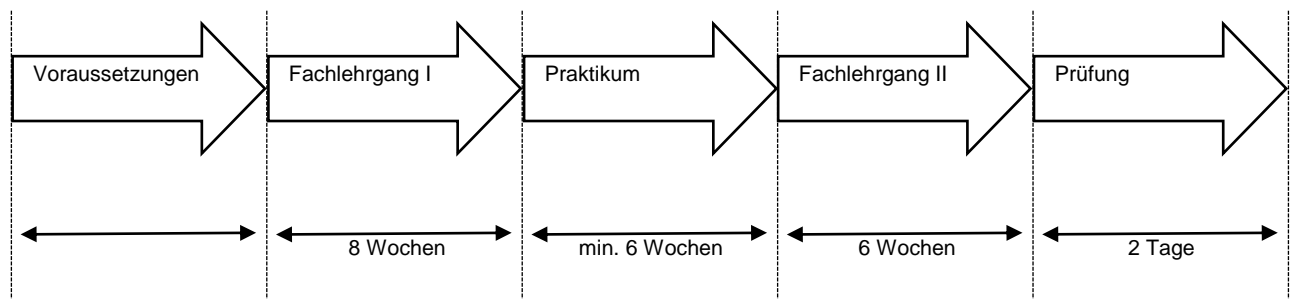 Voraussetzungen
Fachlehrgang I
Praktikum
Fachlehrgang II
Prüfung
8 Wochen
min. 6 Wochen
6 Wochen
2 Tage